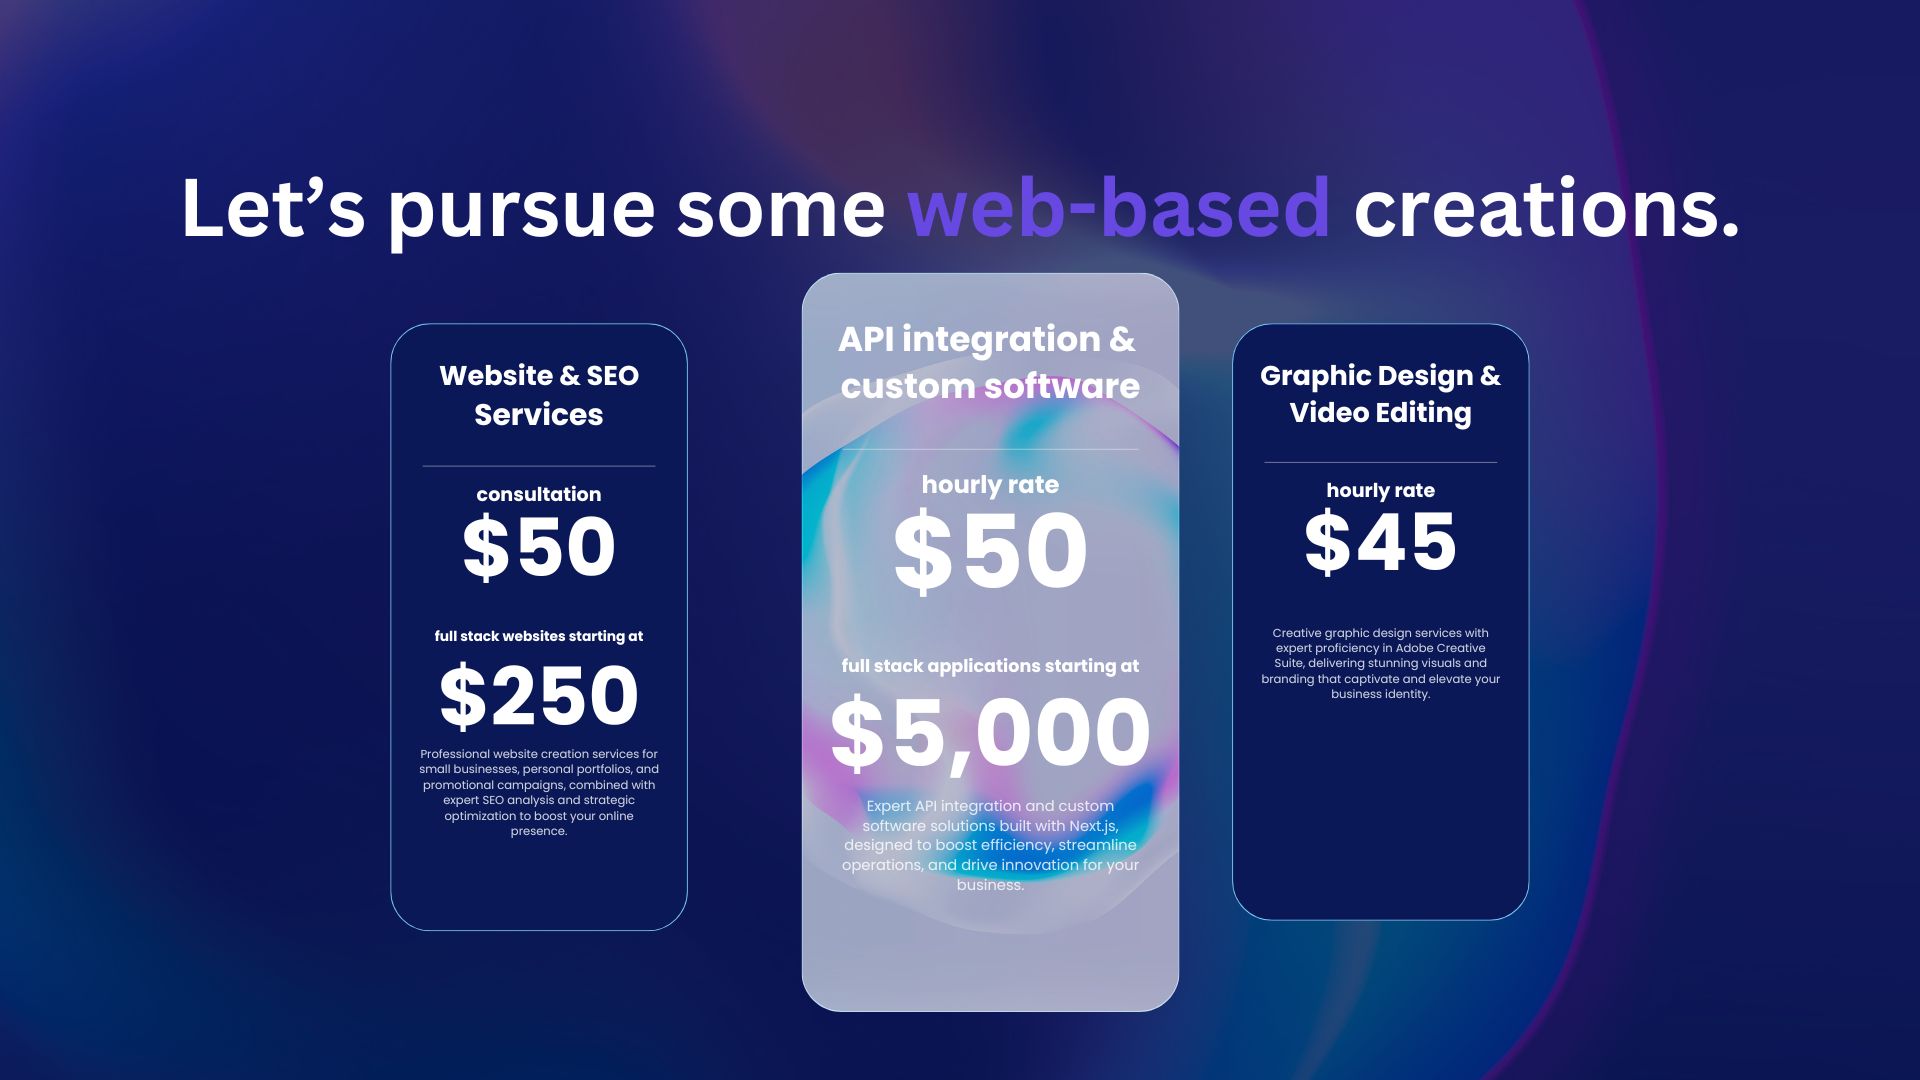 Let’s pursue some web-based creations.
Website & SEO
Services
consultation
$50
full stack websites starting at
$250
Professional website creation services for
small businesses, personal portfolios, and
promotional campaigns, combined with
expert SEO analysis and strategic
optimization to boost your online
presence.
API integration &
custom software
hourly rate
$50
full stack applications starting at
$5,000
Expert API integration and custom
software solutions built with Next.js,
designed to boost efficiency, streamline
operations, and drive innovation for your
business.
Graphic Design &
Video Editing
hourly rate
$45
Creative graphic design services with
expert proficiency in Adobe Creative
Suite, delivering stunning visuals and
branding that captivate and elevate your
business identity.